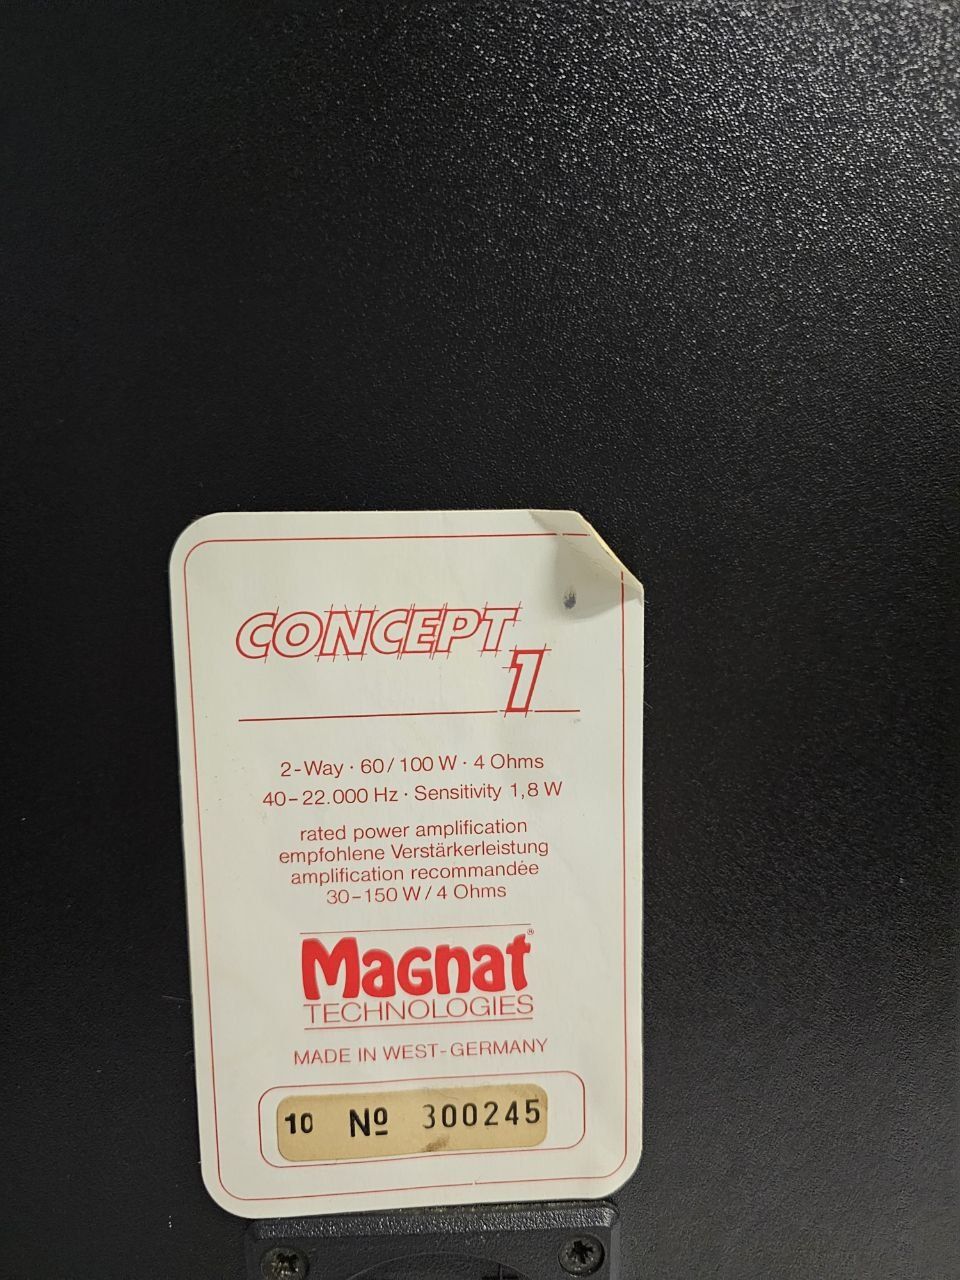 CONCEPT
1
2-Way · 60/100 W · 4 Ohms
40–22.000 Hz · Sensitivity 1,8 W
rated power amplification
empfohlene Verstärkerleistung
amplification recommandée
30–150 W/4 Ohms
Magnat®
TECHNOLOGIES
MADE IN WEST-GERMANY
10 Nº 300245